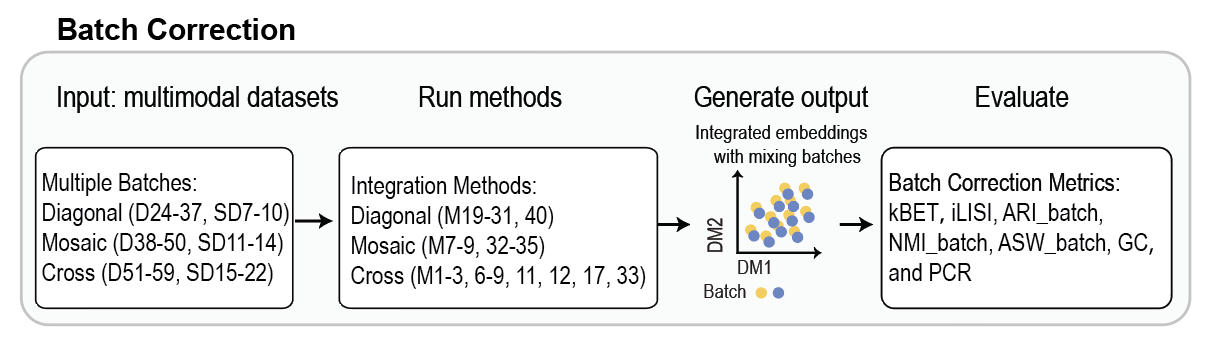 Batch Correction
Input: multimodal datasets
Run methods
Generate output
Evaluate
Multiple Batches:
Diagonal (D24-37, SD7-10)
Mosaic (D38-50, SD11-14)
Cross (D51-59, SD15-22)
Integration Methods:
Diagonal (M19-31, 40)
Mosaic (M7-9, 32-35)
Cross (M1-3, 6-9, 11, 12, 17, 33)
Integrated embeddings
with mixing batches
DM2
DM1
Batch
Batch Correction Metrics:
kBET, iLISI, ARI_batch,
NMI_batch, ASW_batch, GC,
and PCR